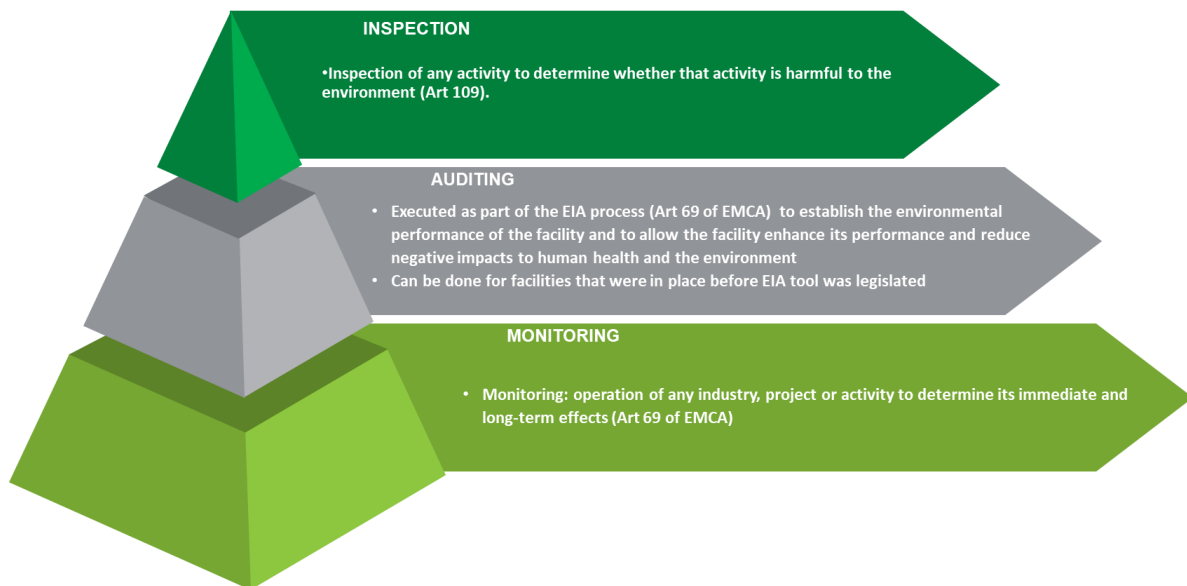 INSPECTION
•Inspection of any activity to determine whether that activity is harmful to the
environment (Art 109).
AUDITING
• Executed as part of the EIA process (Art 69 of EMCA)  to establish the environmental
performance of the facility and to allow the facility enhance its performance and reduce
negative impacts to human health and the environment
• Can be done for facilities that were in place before EIA tool was legislated
MONITORING
• Monitoring: operation of any industry, project or activity to determine its immediate and
long-term effects (Art 69 of EMCA)